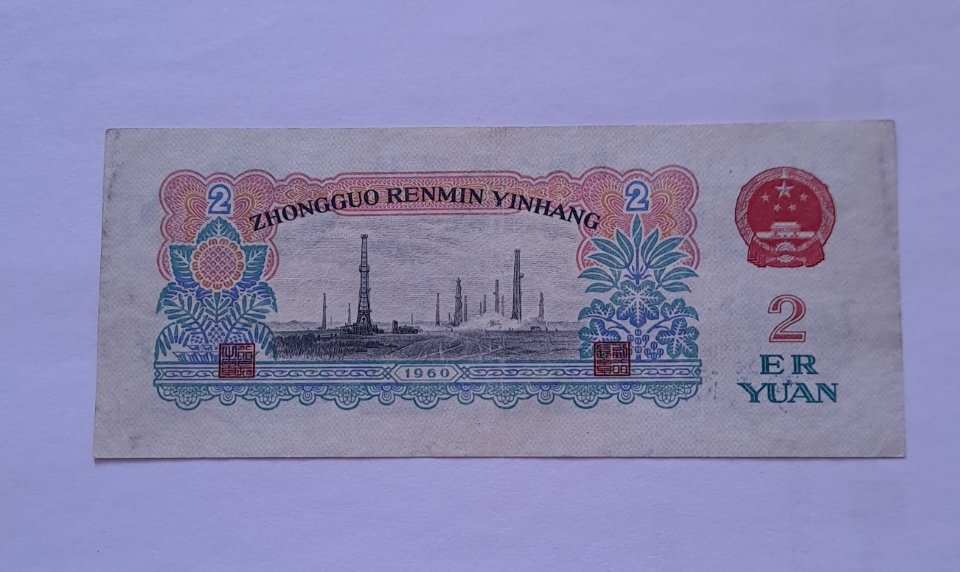 2
2
ZHONGGUO RENMIN YINHANG
1960
2
ER
YUAN